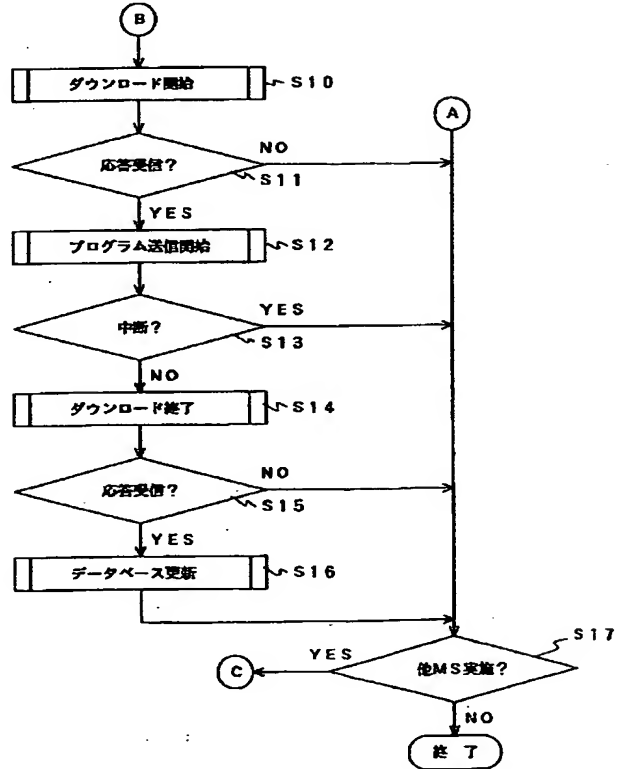 B
ダウンロード開始 S10
A
NO
応答受信? S11
YES
プログラム送信開始 S12
YES
中断? S13
NO
ダウンロード終了 S14
NO
応答受信? S15
YES
データベース更新 S16
S17
YES
C 他MS実施?
NO
終 了